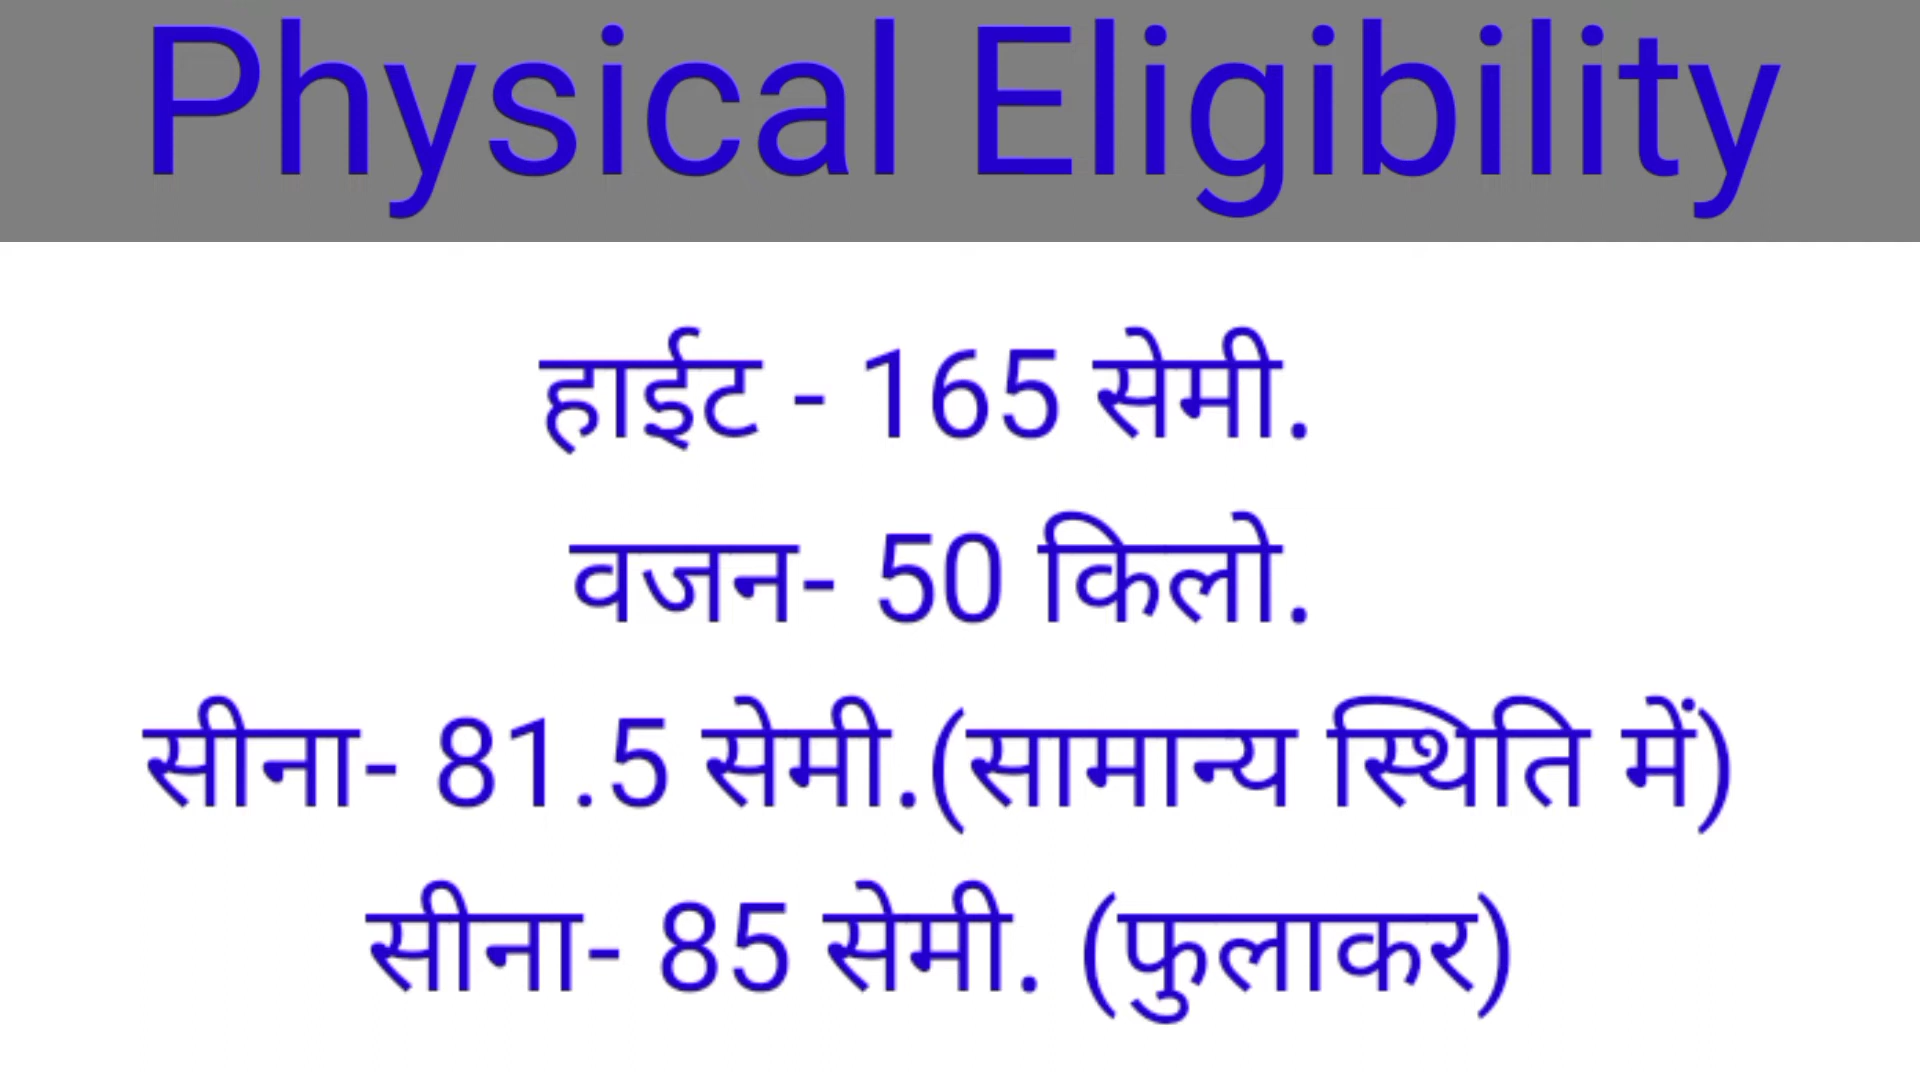 Physical Eligibility
हाईट - 165 सेमी.
वजन- 50 किलो.
सीना- 81.5 सेमी.(सामान्य स्थिति में)
सीना- 85 सेमी. (फुलाकर)